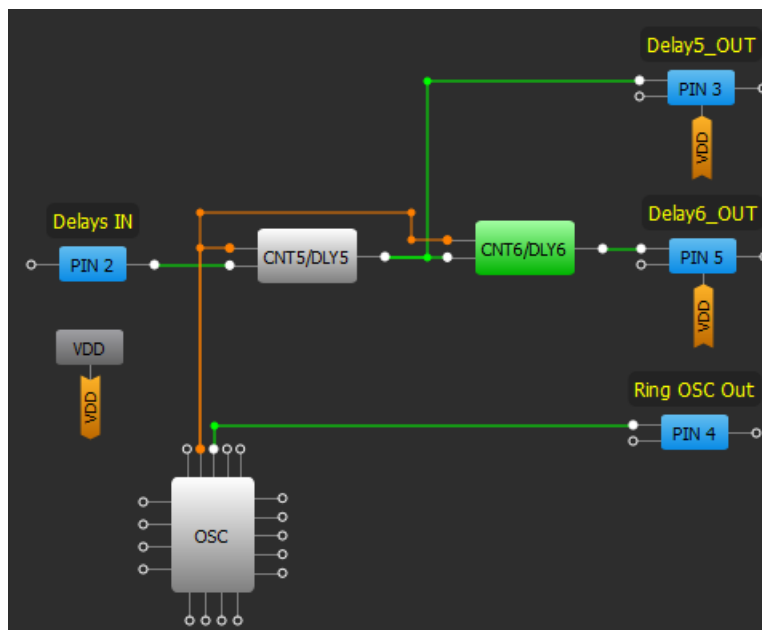 Delay5_OUT
PIN 3
VDD
Delays IN
Delay6_OUT
PIN 2
CNT5/DLY5
CNT6/DLY6
PIN 5
VDD
VDD
VDD
Ring OSC Out
PIN 4
OSC